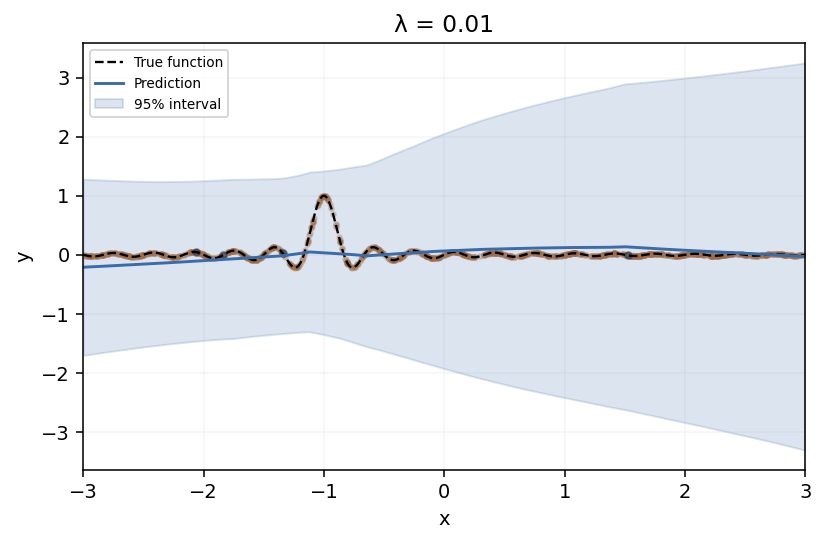 λ = 0.01
True function
Prediction
95% interval
y
3
2
1
0
−1
−2
−3
−3 −2 −1 0 1 2 3
x